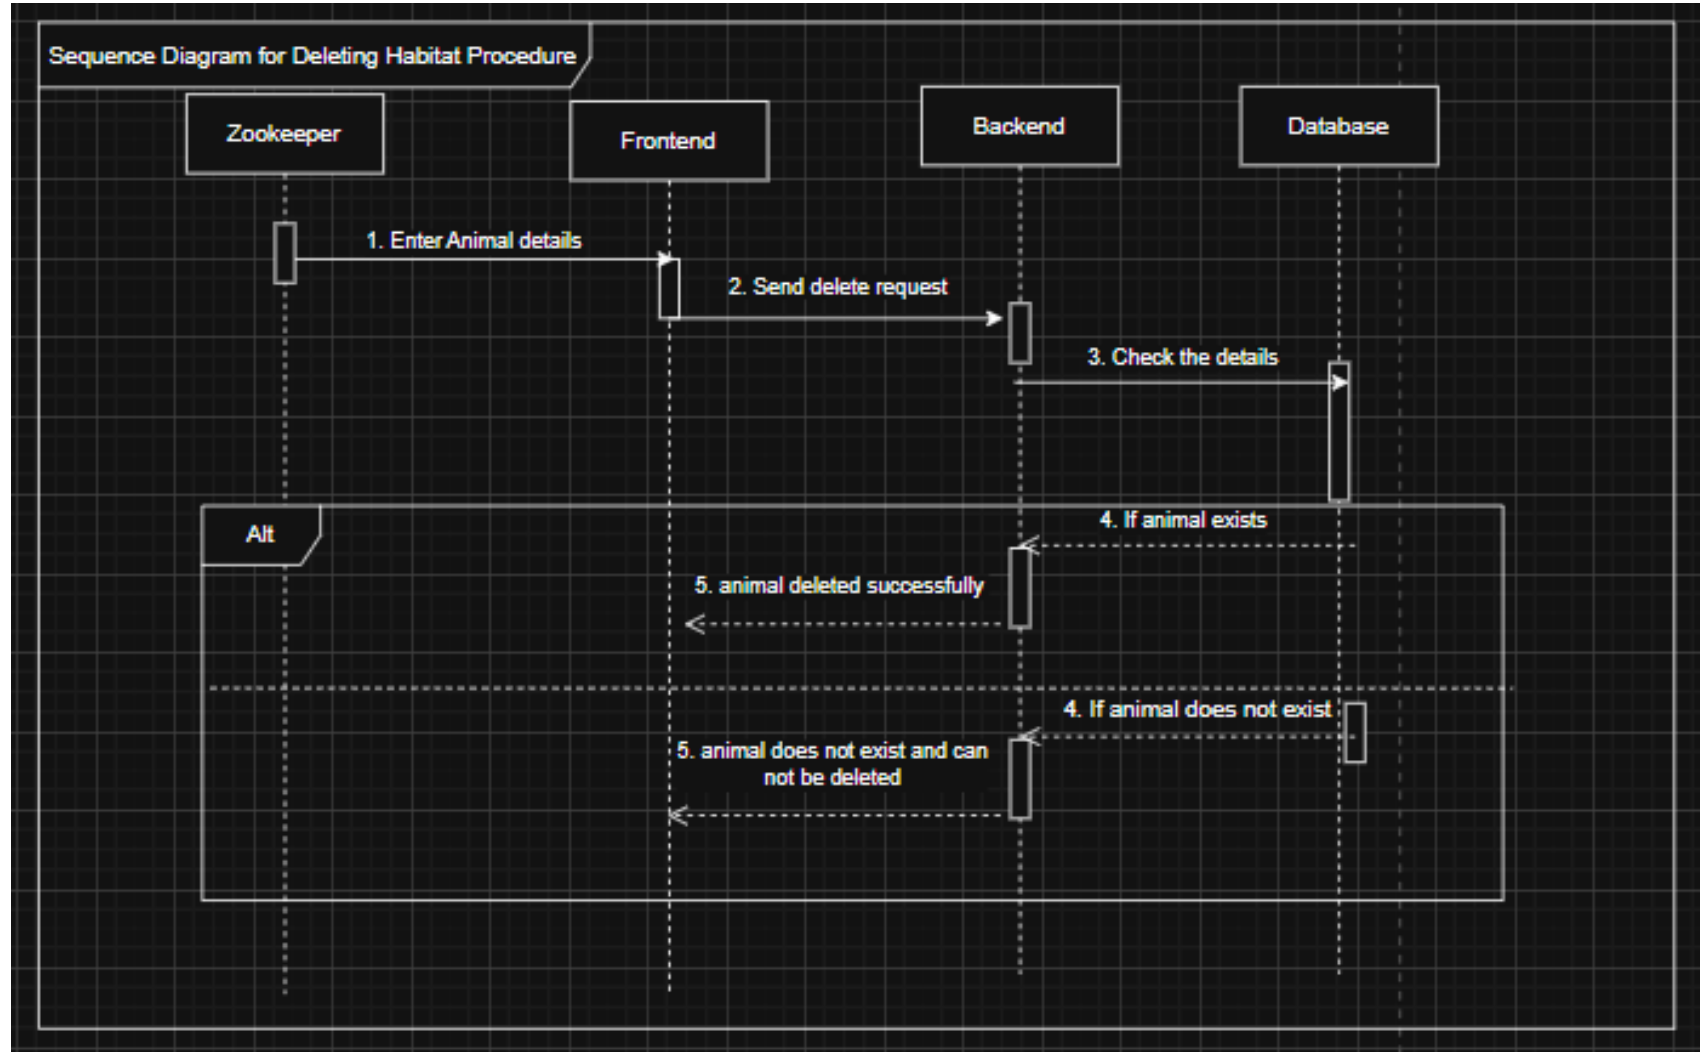 Sequence Diagram for Deleting Habitat Procedure
Zookeeper
Frontend
Backend
Database
1. Enter Animal details
2. Send delete request
3. Check the details
Alt
4. If animal exists
5. animal deleted successfully
4. If animal does not exist
5. animal does not exist and can
not be deleted